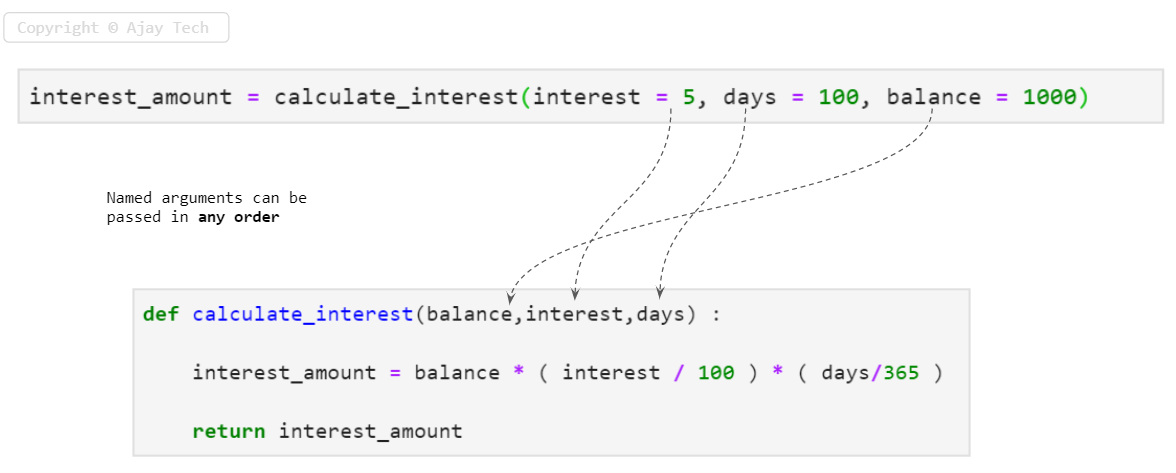 Copyright © Ajay Tech
interest_amount = calculate_interest(interest = 5, days = 100, balance = 1000)
Named arguments can be
passed in any order
def calculate_interest(balance,interest,days) :
interest_amount = balance * ( interest / 100 ) * ( days/365 )
return interest_amount